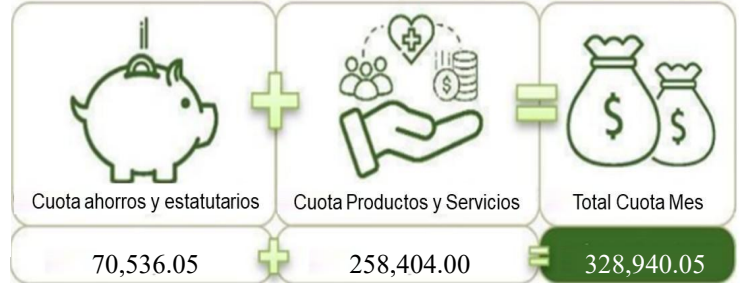 Cuota ahorros y estatutarios
Cuota Productos y Servicios
Total Cuota Mes
70,536.05
258,404.00
328,940.05